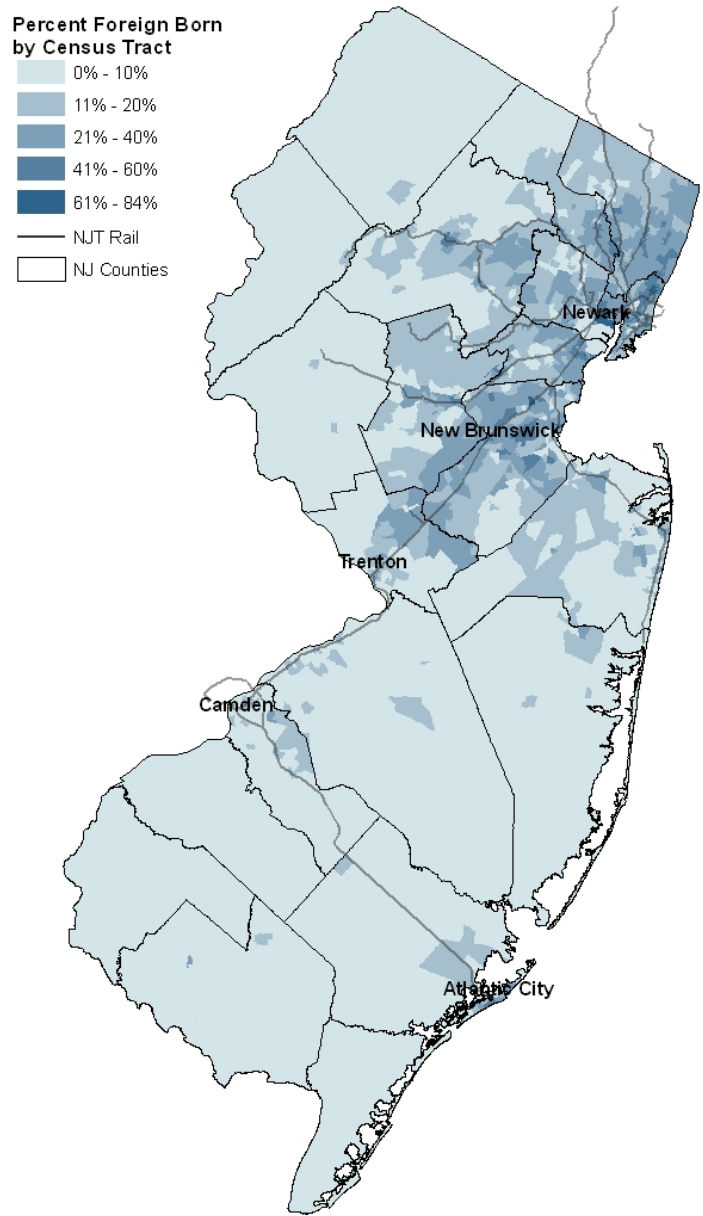 Percent Foreign Born
by Census Tract
0% - 10%
11% - 20%
21% - 40%
41% - 60%
61% - 84%
NJT Rail
NJ Counties
Newark
New Brunswick
Trenton
Camden
Atlantic City